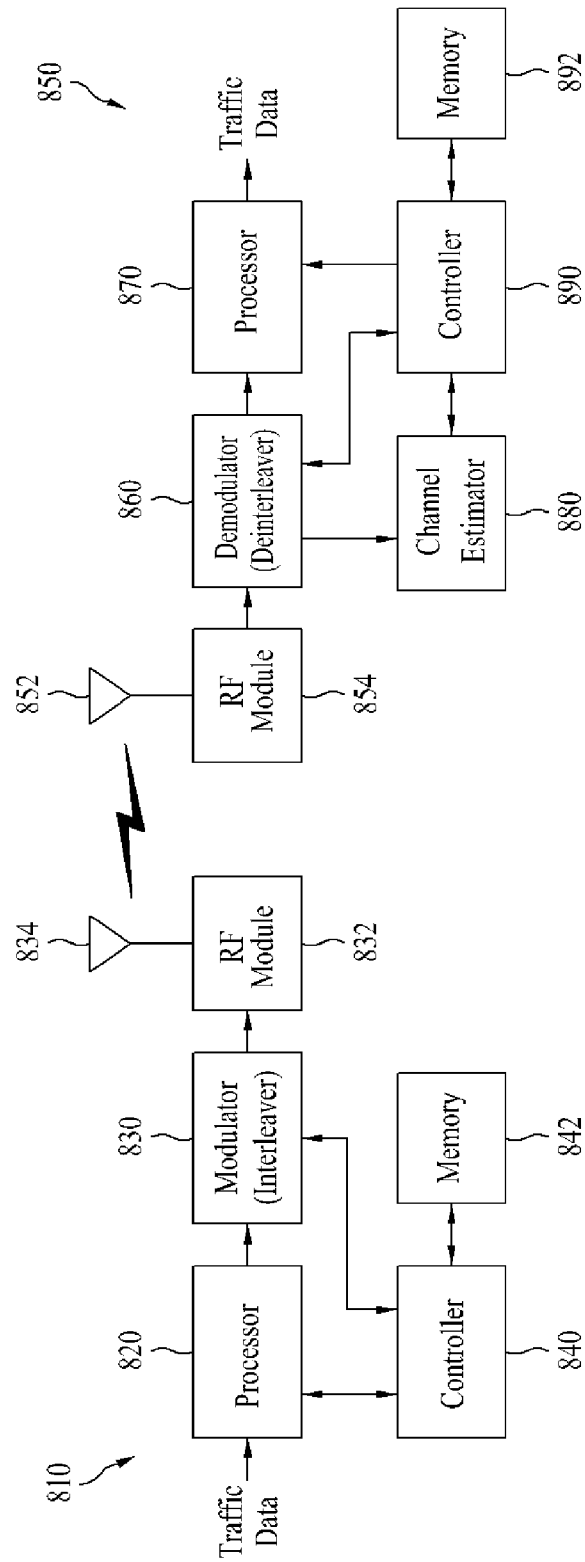 810
820
830
834
852
860
870
850
Traffic
Data
Processor
Modulator
(Interleaver)
RF
Module
RF
Module
Demodulator
(Deinterleaver)
Processor
Traffic
Data
832
854
Controller
Memory
Channel
Estimator
Controller
Memory
840
842
880
890
892